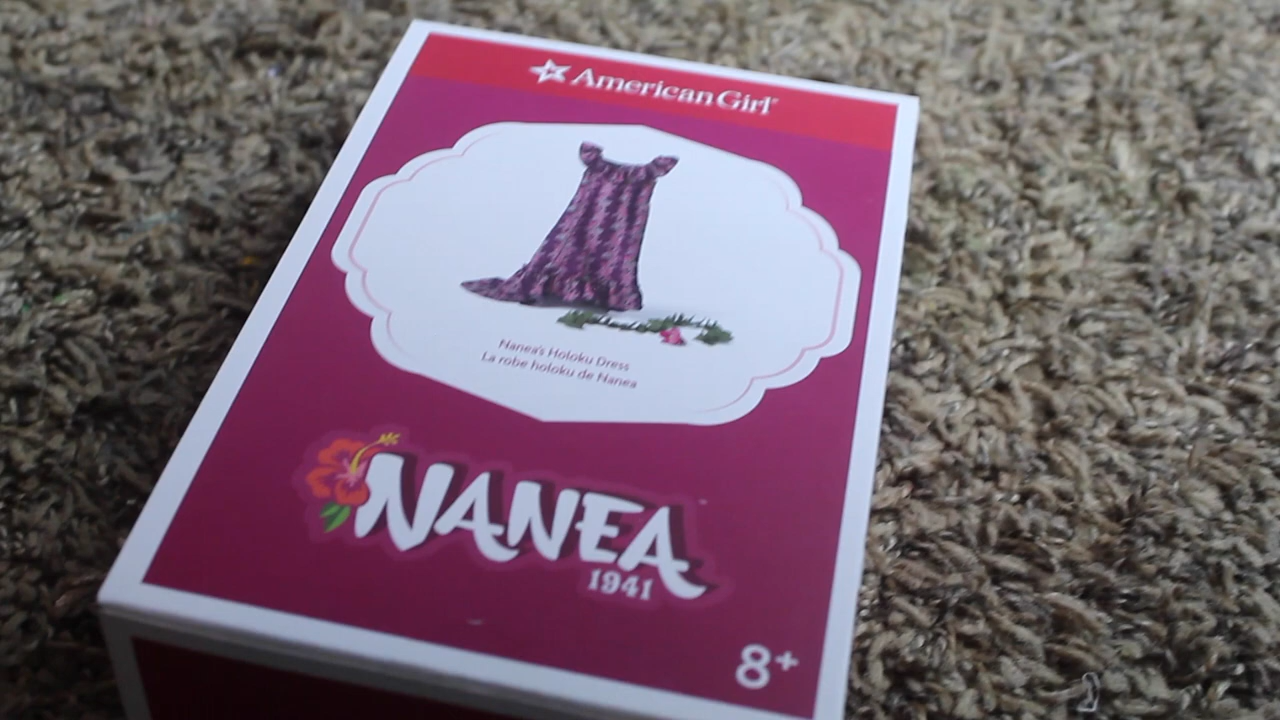 American Girl®
Nanea's Holoku Dress
La robe holoku de Nanea
NANEA
1941
8+